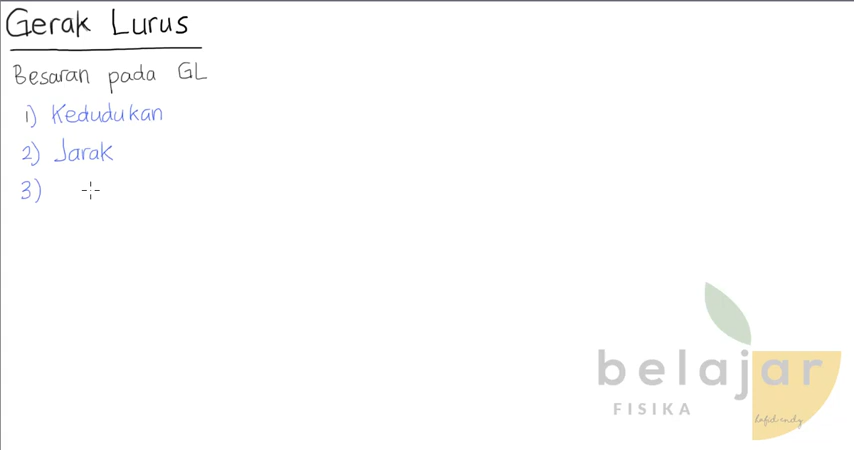 Gerak Lurus
Besaran pada GL
1) Kedudukan
2) Jarak
3)
belajar
FISIKA